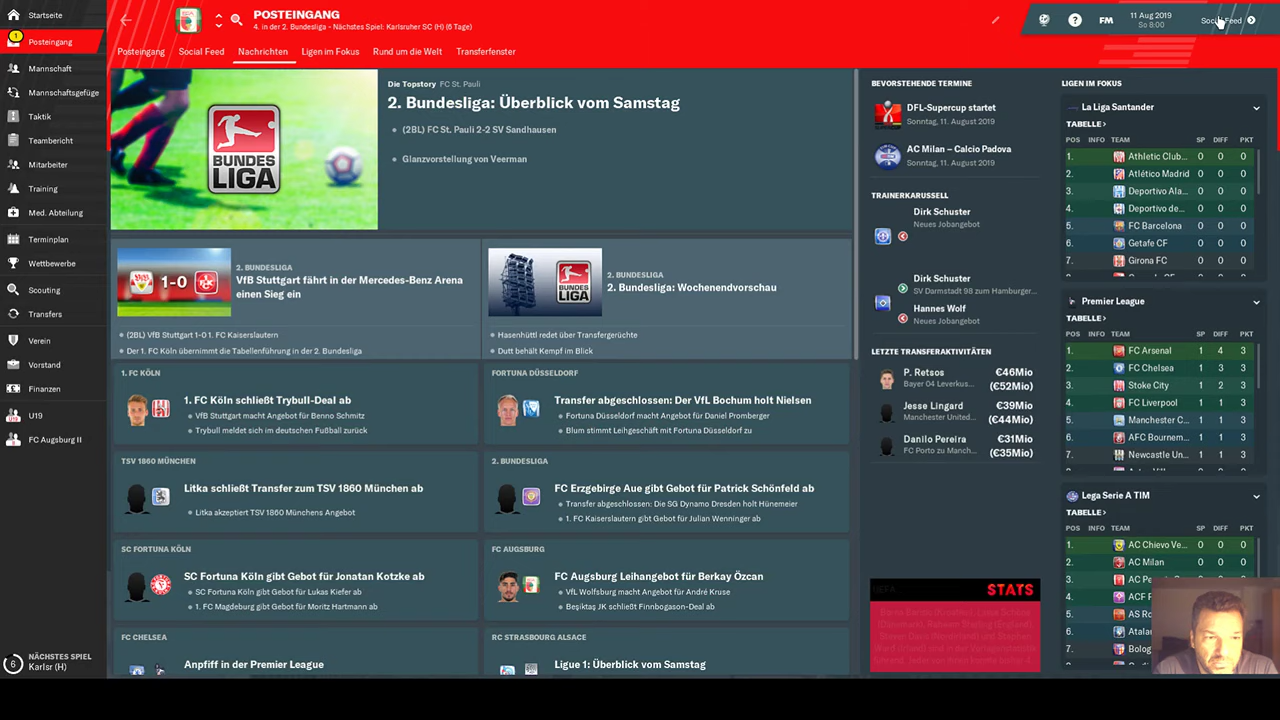 Startseite
1
Posteingang
Mannschaft
Mannschaftsgefüge
Taktik
Teambericht
Mitarbeiter
Training
Med. Abteilung
Terminplan
Wettbewerbe
Scouting
Transfers
Verein
Vorstand
Finanzen
U19
FC Augsburg II
6
NÄCHSTES SPIEL
Karlsr (H)
POSTEINGANG
4. in der 2. Bundesliga - Nächstes Spiel: Karlsruher SC (H) (6 Tage)
? FM 11 Aug 2019
So 8:00
Social Feed
Posteingang Social Feed Nachrichten Ligen im Fokus Rund um die Welt Transferfenster
BUNDES
LIGA
Die Topstory FC St. Pauli
2. Bundesliga: Überblick vom Samstag
(2BL) FC St. Pauli 2-2 SV Sandhausen
Glanzvorstellung von Veerman
1-0
2. BUNDESLIGA
VfB Stuttgart fährt in der Mercedes-Benz Arena
einen Sieg ein
(2BL) VfB Stuttgart 1-0 1. FC Kaiserslautern
Der 1. FC Köln übernimmt die Tabellenführung in der 2. Bundesliga
2. BUNDESLIGA
2. Bundesliga: Wochenendvorschau
Hasenhüttl redet über Transfergerüchte
Dutt behält Kempf im Blick
1. FC KÖLN
1. FC Köln schließt Trybull-Deal ab
VfB Stuttgart macht Angebot für Benno Schmitz
Trybull meldet sich im deutschen Fußball zurück
FORTUNA DÜSSELDORF
Transfer abgeschlossen: Der VfL Bochum holt Nielsen
Fortuna Düsseldorf macht Angebot für Daniel Bromberger
Blum stimmt Leihgeschäft mit Fortuna Düsseldorf zu
TSV 1860 MÜNCHEN
Litka schließt Transfer zum TSV 1860 München ab
Litka akzeptiert TSV 1860 Münchens Angebot
2. BUNDESLIGA
FC Erzgebirge Aue gibt Gebot für Patrick Schönfeld ab
Transfer abgeschlossen: Die SG Dynamo Dresden holt Hünemeier
1. FC Kaiserslautern gibt Gebot für Julian Wenninger ab
SC FORTUNA KÖLN
SC Fortuna Köln gibt Gebot für Jonatan Kotzke ab
SC Fortuna Köln gibt Gebot für Lukas Kiefer ab
1. FC Magdeburg gibt Gebot für Moritz Hartmann ab
FC AUGSBURG
FC Augsburg Leihangebot für Berkay Özcan
VfL Wolfsburg macht Angebot für André Kruse
Beşiktaş JK schließt Finnbogason-Deal ab
FC CHELSEA
Anpfiff in der Premier League
RC STRASBOURG ALSACE
Ligue 1: Überblick vom Samstag
BEVORSTEHENDE TERMINE
DFL-Supercup startet
Sonntag, 11. August 2019
AC Milan – Calcio Padova
Sonntag, 11. August 2019
TRAINERKARUSSELL
Dirk Schuster
Neues Jobangebot
Dirk Schuster
SV Darmstadt 98 zum Hamburger...
Hannes Wolf
Neues Jobangebot
LETZTE TRANSFERAKTIVITÄTEN
P. Retsos €46Mio
Bayer 04 Leverkus... (€52Mio)
Jesse Lingard €39Mio
Manchester United... (€44Mio)
Danilo Pereira €31Mio
FC Porto zu Manch... (€35Mio)
STATS
LIGEN IM FOKUS
La Liga Santander
TABELLE
POS INFO TEAM SP DIFF PKT
1. Athletic Club... 0 0 0
2. Atlético Madrid 0 0 0
3. Deportivo Ala... 0 0 0
4. Deportivo de... 0 0 0
5. FC Barcelona 0 0 0
6. Getafe CF 0 0 0
7. Girona FC 0 0 0
Premier League
TABELLE
POS INFO TEAM SP DIFF PKT
1. FC Arsenal 1 4 3
2. FC Chelsea 1 3 3
3. Stoke City 1 2 3
4. FC Liverpool 1 1 3
5. Manchester C... 1 1 3
6. AFC Bournem... 1 1 3
7. Newcastle Un... 1 1 3
Lega Serie A TIM
TABELLE
POS INFO TEAM SP DIFF PKT
1. AC Chievo Ve... 0 0 0
2. AC Milan 0 0 0
3. 0 0 0
4. ACF
5. AS Ro
6. Atala
7. Bolog